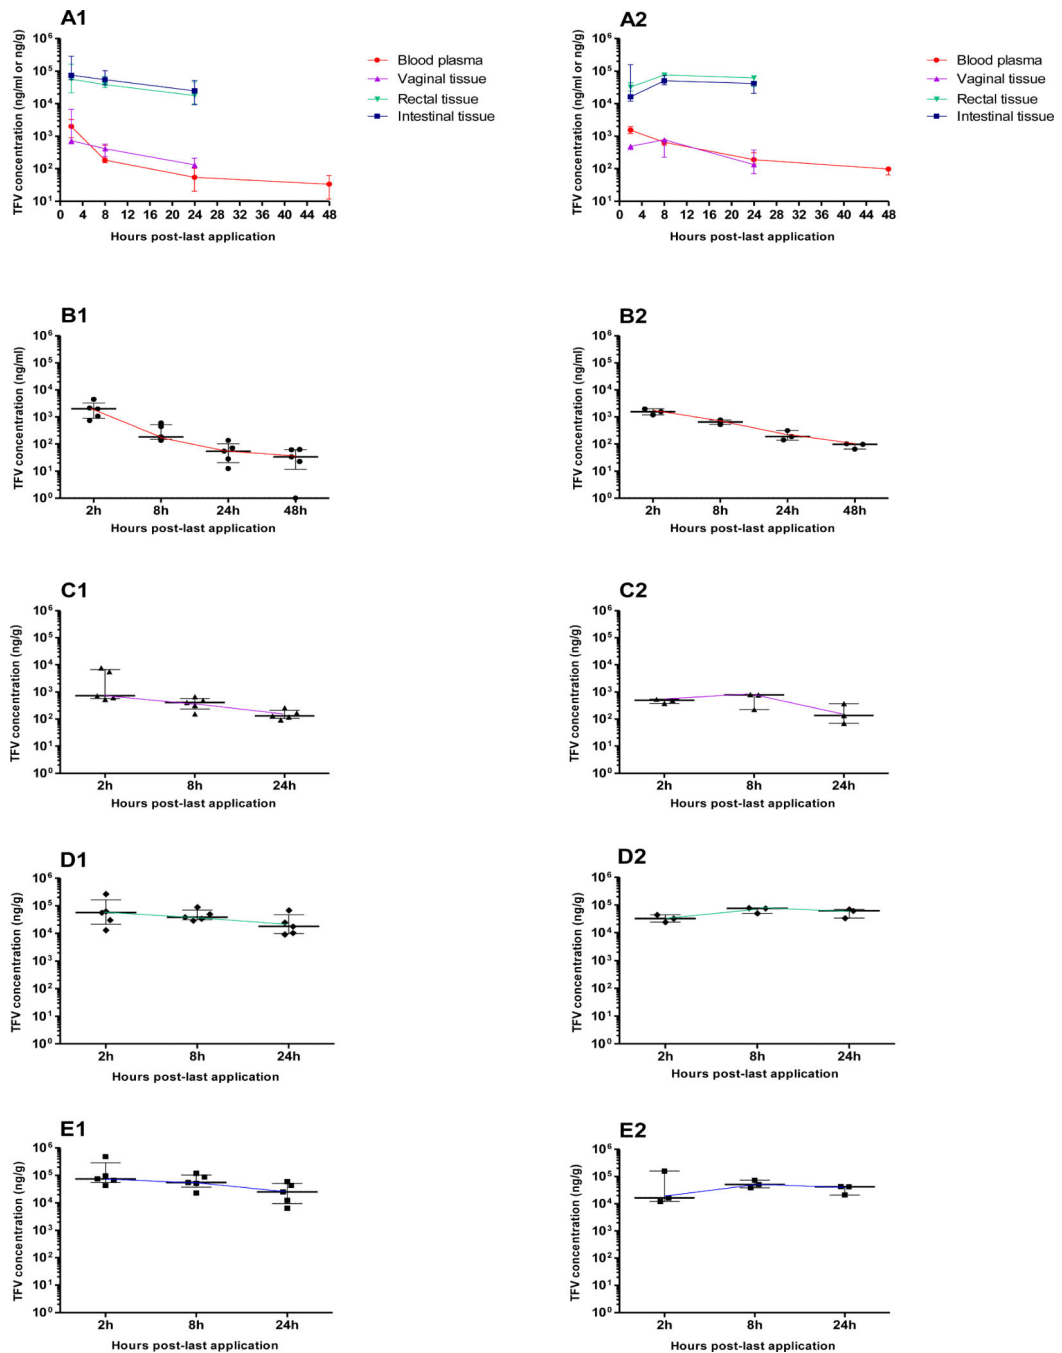 A1
TFV concentration (ng/ml or ng/g)
10⁶
10⁵
10⁴
10³
10²
10¹
0 4 8 12 16 20 24 28 32 36 40 44 48
Hours post-last application
Blood plasma
Vaginal tissue
Rectal tissue
Intestinal tissue
A2
TFV concentration (ng/ml or ng/g)
10⁶
10⁵
10⁴
10³
10²
10¹
0 4 8 12 16 20 24 28 32 36 40 44 48
Hours post-last application
Blood plasma
Vaginal tissue
Rectal tissue
Intestinal tissue
B1
TFV concentration (ng/ml)
10⁶
10⁵
10⁴
10³
10²
10¹
10⁰
2h 8h 24h 48h
Hours post-last application
B2
TFV concentration (ng/ml)
10⁶
10⁵
10⁴
10³
10²
10¹
10⁰
2h 8h 24h 48h
Hours post-last application
C1
TFV concentration (ng/g)
10⁶
10⁵
10⁴
10³
10²
10¹
10⁰
2h 8h 24h
Hours post-last application
C2
TFV concentration (ng/g)
10⁶
10⁵
10⁴
10³
10²
10¹
10⁰
2h 8h 24h
Hours post-last application
D1
TFV concentration (ng/g)
10⁶
10⁵
10⁴
10³
10²
10¹
10⁰
2h 8h 24h
Hours post-last application
D2
TFV concentration (ng/g)
10⁶
10⁵
10⁴
10³
10²
10¹
10⁰
2h 8h 24h
Hours post-last application
E1
TFV concentration (ng/g)
10⁶
10⁵
10⁴
10³
10²
10¹
10⁰
2h 8h 24h
Hours post-last application
E2
TFV concentration (ng/g)
10⁶
10⁵
10⁴
10³
10²
10¹
10⁰
2h 8h 24h
Hours post-last application